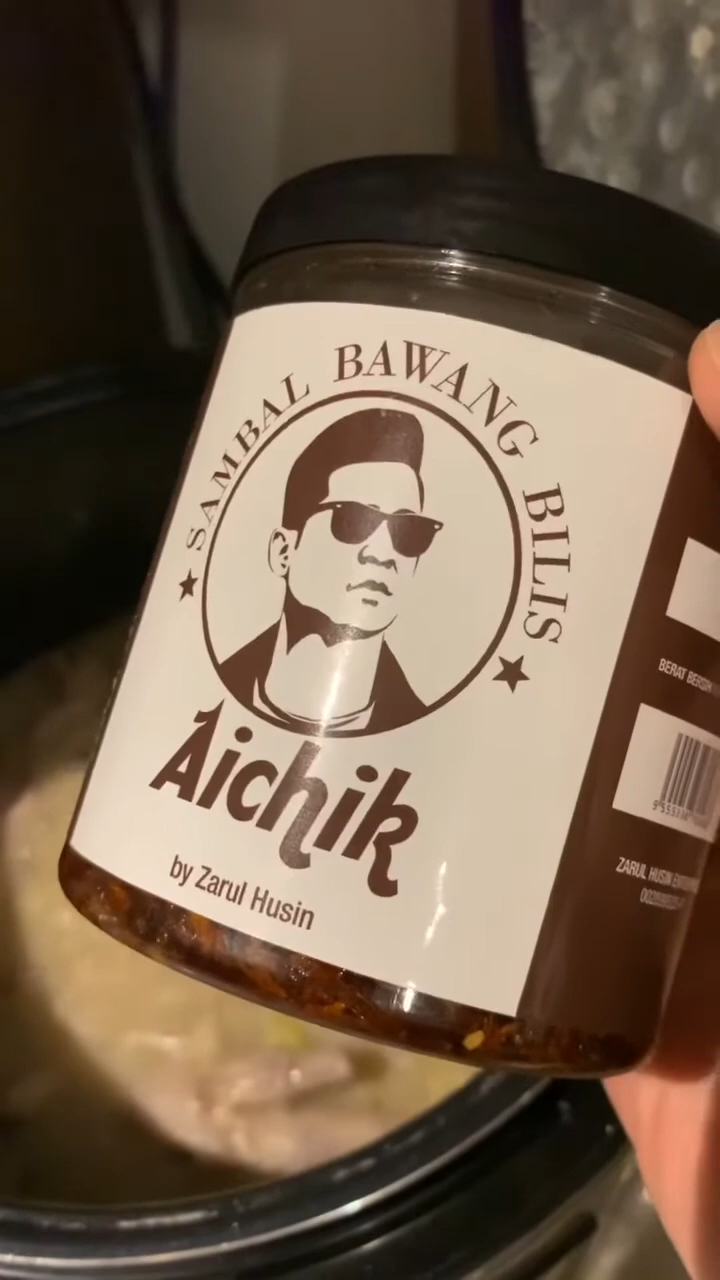 ★ SAMBAL BAWANG BILIS ★
Aichik
by Zarul Husin
BERAT BERSIH
ZARUL HUSIN